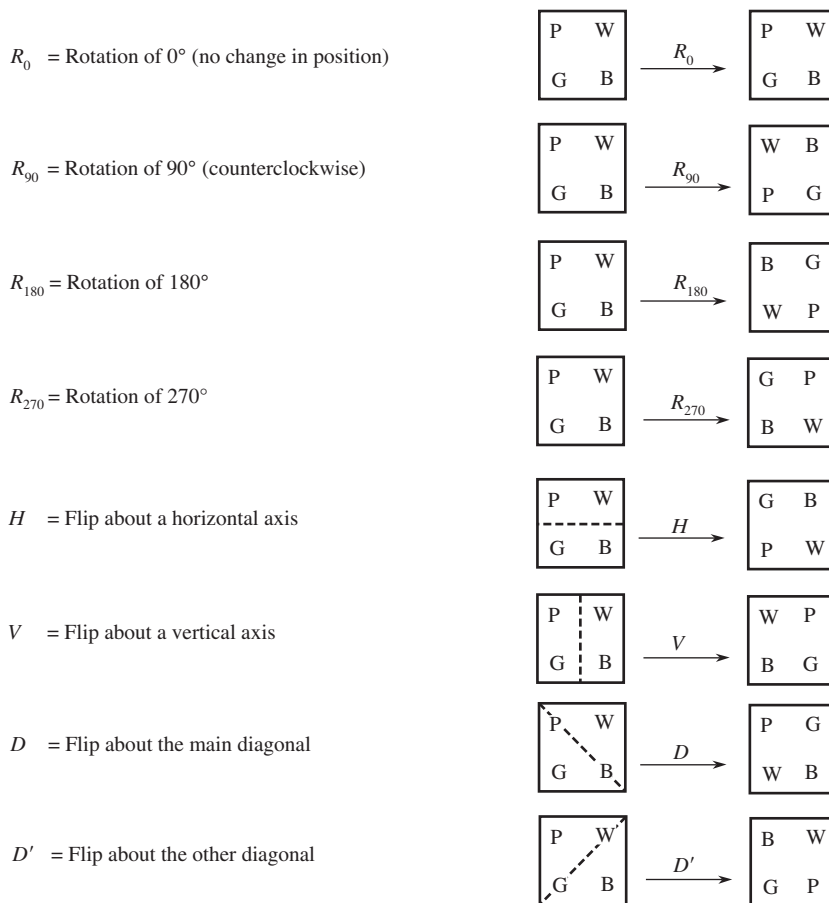 P W P W
R₀ = Rotation of 0° (no change in position) R₀
G B G B
P W W B
R₉₀ = Rotation of 90° (counterclockwise) R₉₀
G B P G
P W B G
R₁₈₀ = Rotation of 180° R₁₈₀
G B W P
P W G P
R₂₇₀ = Rotation of 270° R₂₇₀
G B B W
P W G B
H = Flip about a horizontal axis H
G B P W
P W W P
V = Flip about a vertical axis V
G B B G
P W P G
D = Flip about the main diagonal D
G B W B
P W B W
D′ = Flip about the other diagonal D′
G B G P